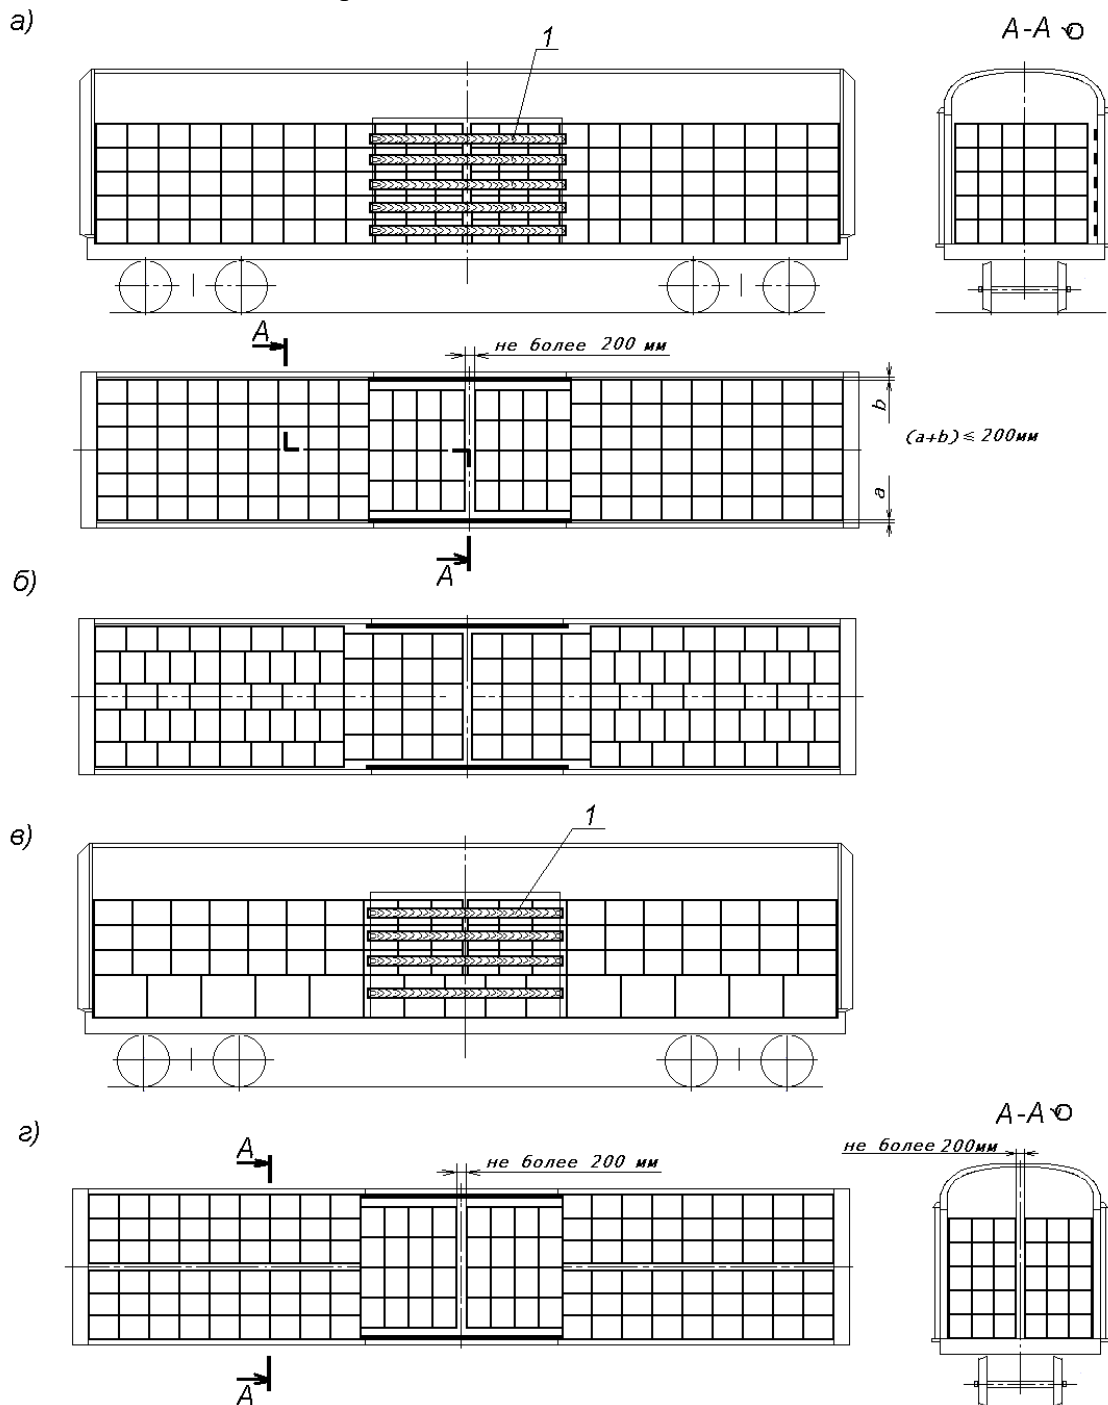 а)
1
А-А
А
не более 200 мм
b
(a+b)≤200мм
a
А
б)
1
в)
А-А
г)
А
не более 200 мм
не более 200мм
А